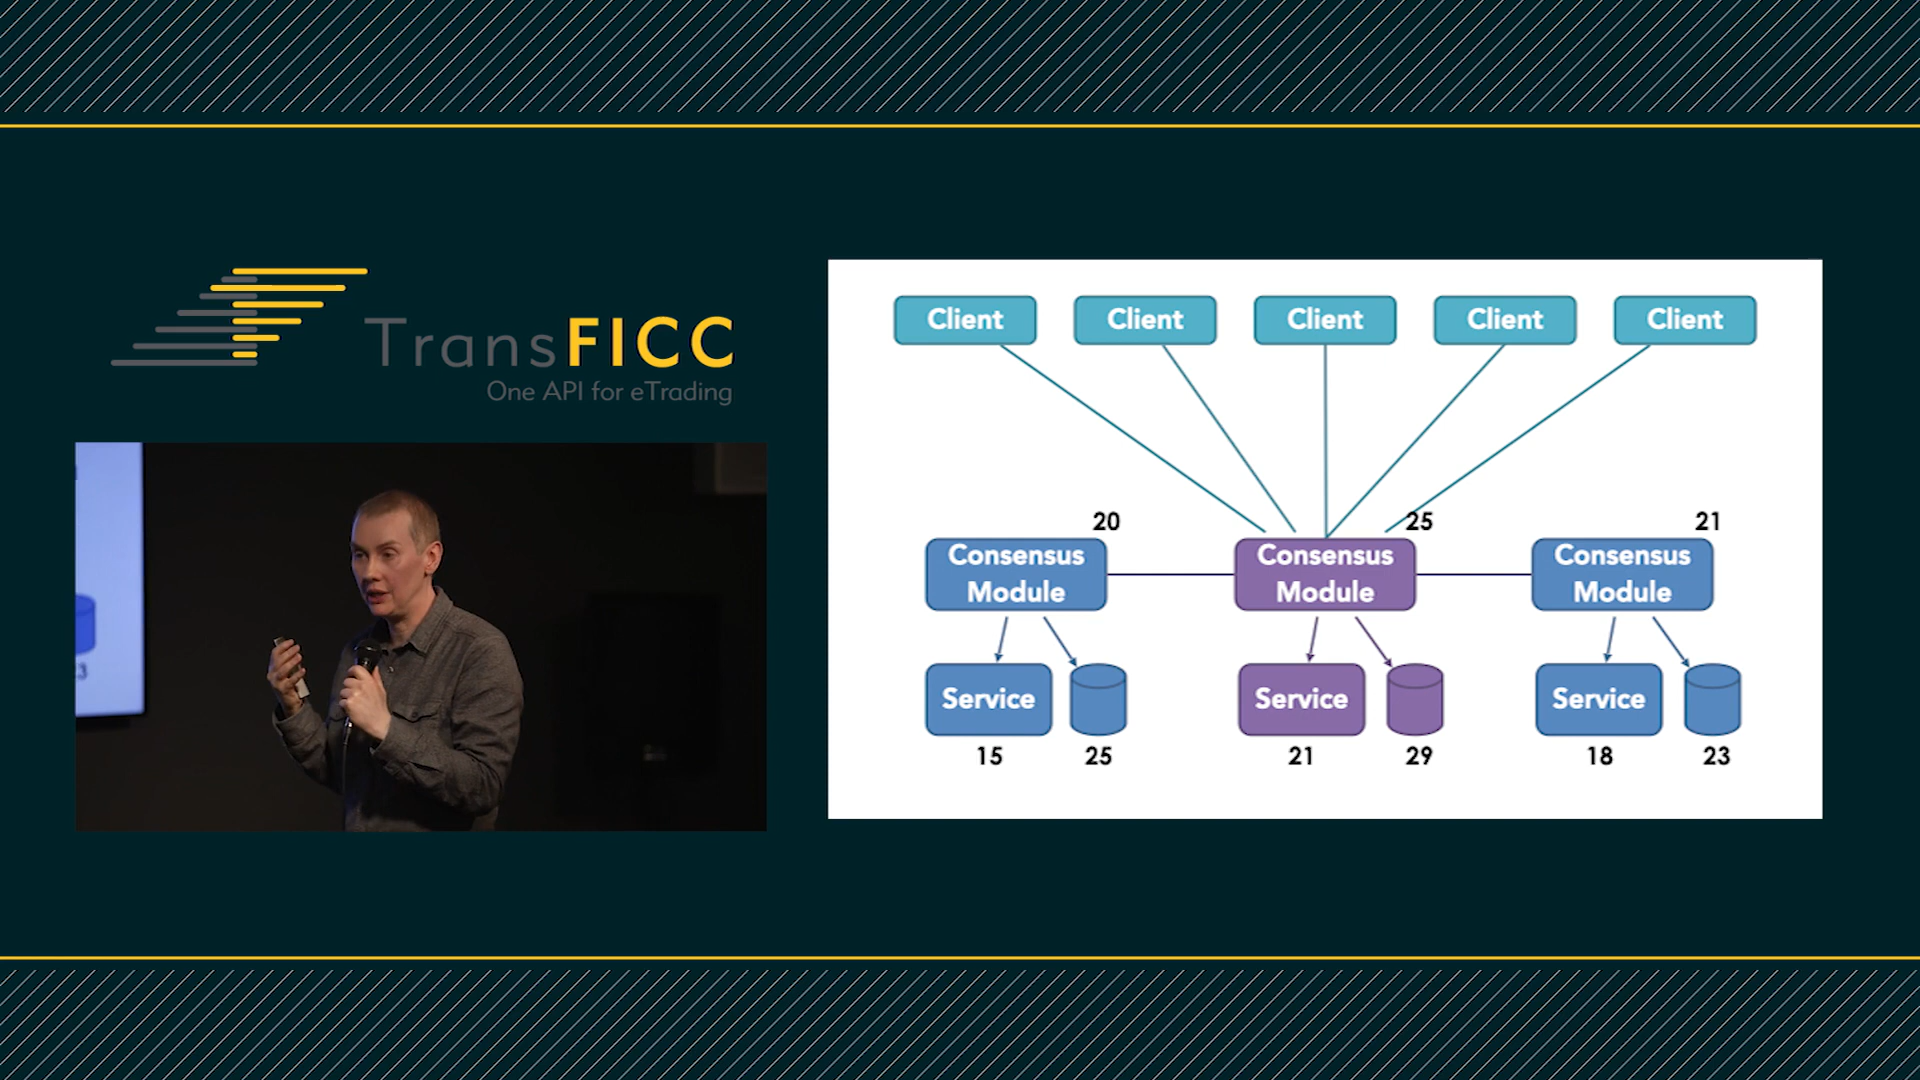 TransFICC
One API for eTrading
3
Client Client Client Client Client
20 25 21
Consensus Module
Consensus Module
Consensus Module
Service Service Service
15 25 21 29 18 23